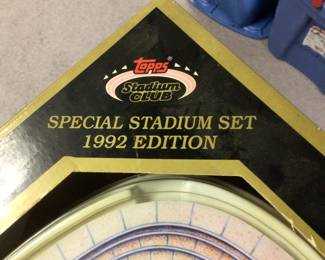 Topps
Stadium
CLUB
SPECIAL STADIUM SET
1992 EDITION